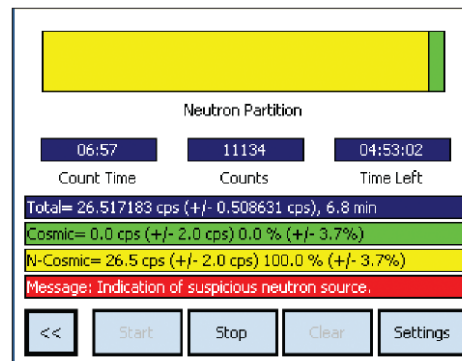 Neutron Partition
06:57 11134 04:53:02
Count Time Counts Time Left
Total= 26.517183 cps (+/- 0.508631 cps), 6.8 min
Cosmic= 0.0 cps (+/- 2.0 cps) 0.0 % (+/- 3.7%)
N-Cosmic= 26.5 cps (+/- 2.0 cps) 100.0 % (+/- 3.7%)
Message: Indication of suspicious neutron source.
<< Start Stop Clear Settings